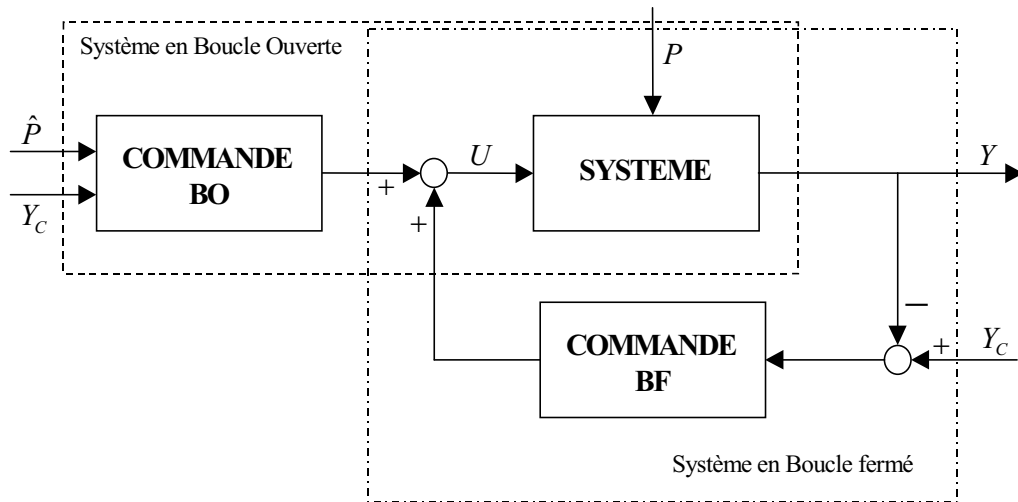 Système en Boucle Ouverte
P
P̂
COMMANDE
BO
U
SYSTEME
Y
Y_C
+
+
−
COMMANDE
BF
+
Y_C
Système en Boucle fermé